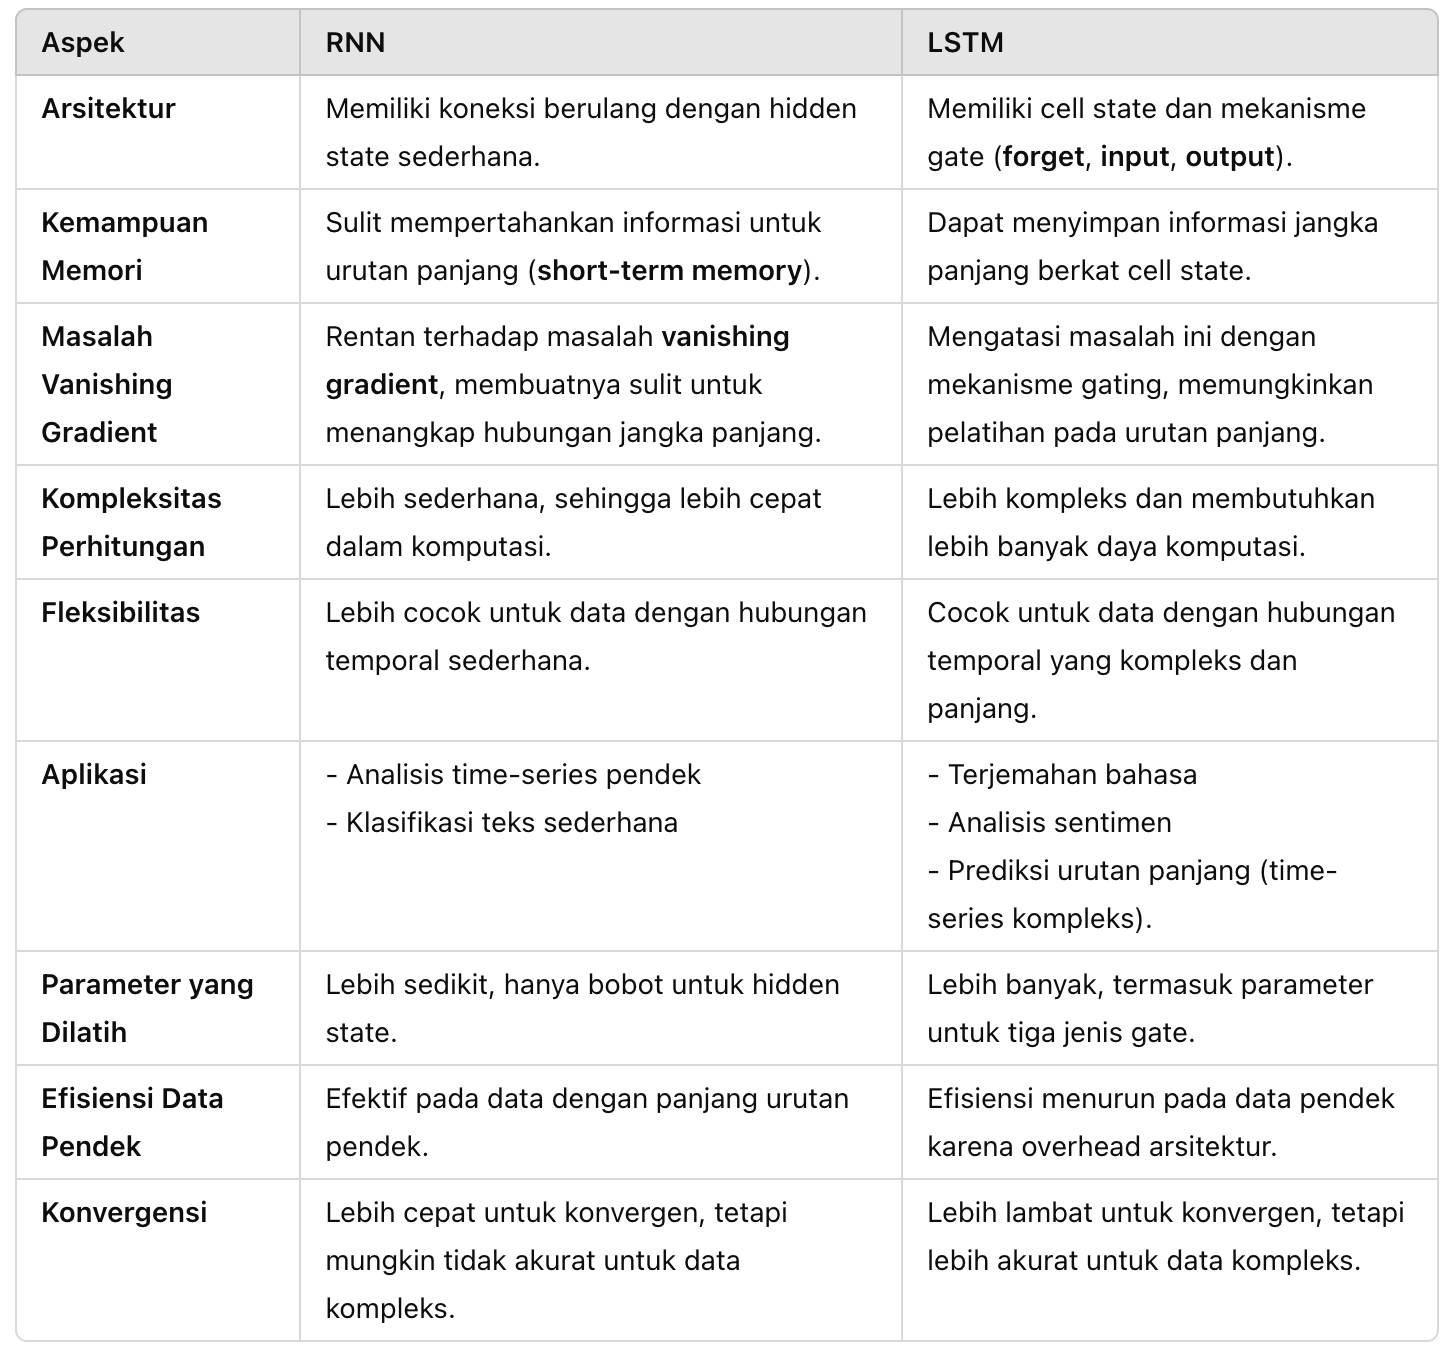 Aspek
RNN
LSTM
Arsitektur
Memiliki koneksi berulang dengan hidden
state sederhana.
Memiliki cell state dan mekanisme
gate (forget, input, output).
Kemampuan
Memori
Sulit mempertahankan informasi untuk
urutan panjang (short-term memory).
Dapat menyimpan informasi jangka
panjang berkat cell state.
Masalah
Vanishing
Gradient
Rentan terhadap masalah vanishing
gradient, membuatnya sulit untuk
menangkap hubungan jangka panjang.
Mengatasi masalah ini dengan
mekanisme gating, memungkinkan
pelatihan pada urutan panjang.
Kompleksitas
Perhitungan
Lebih sederhana, sehingga lebih cepat
dalam komputasi.
Lebih kompleks dan membutuhkan
lebih banyak daya komputasi.
Fleksibilitas
Lebih cocok untuk data dengan hubungan
temporal sederhana.
Cocok untuk data dengan hubungan
temporal yang kompleks dan
panjang.
Aplikasi
- Analisis time-series pendek
- Klasifikasi teks sederhana
- Terjemahan bahasa
- Analisis sentimen
- Prediksi urutan panjang (time-
series kompleks).
Parameter yang
Dilatih
Lebih sedikit, hanya bobot untuk hidden
state.
Lebih banyak, termasuk parameter
untuk tiga jenis gate.
Efisiensi Data
Pendek
Efektif pada data dengan panjang urutan
pendek.
Efisiensi menurun pada data pendek
karena overhead arsitektur.
Konvergensi
Lebih cepat untuk konvergen, tetapi
mungkin tidak akurat untuk data
kompleks.
Lebih lambat untuk konvergen, tetapi
lebih akurat untuk data kompleks.